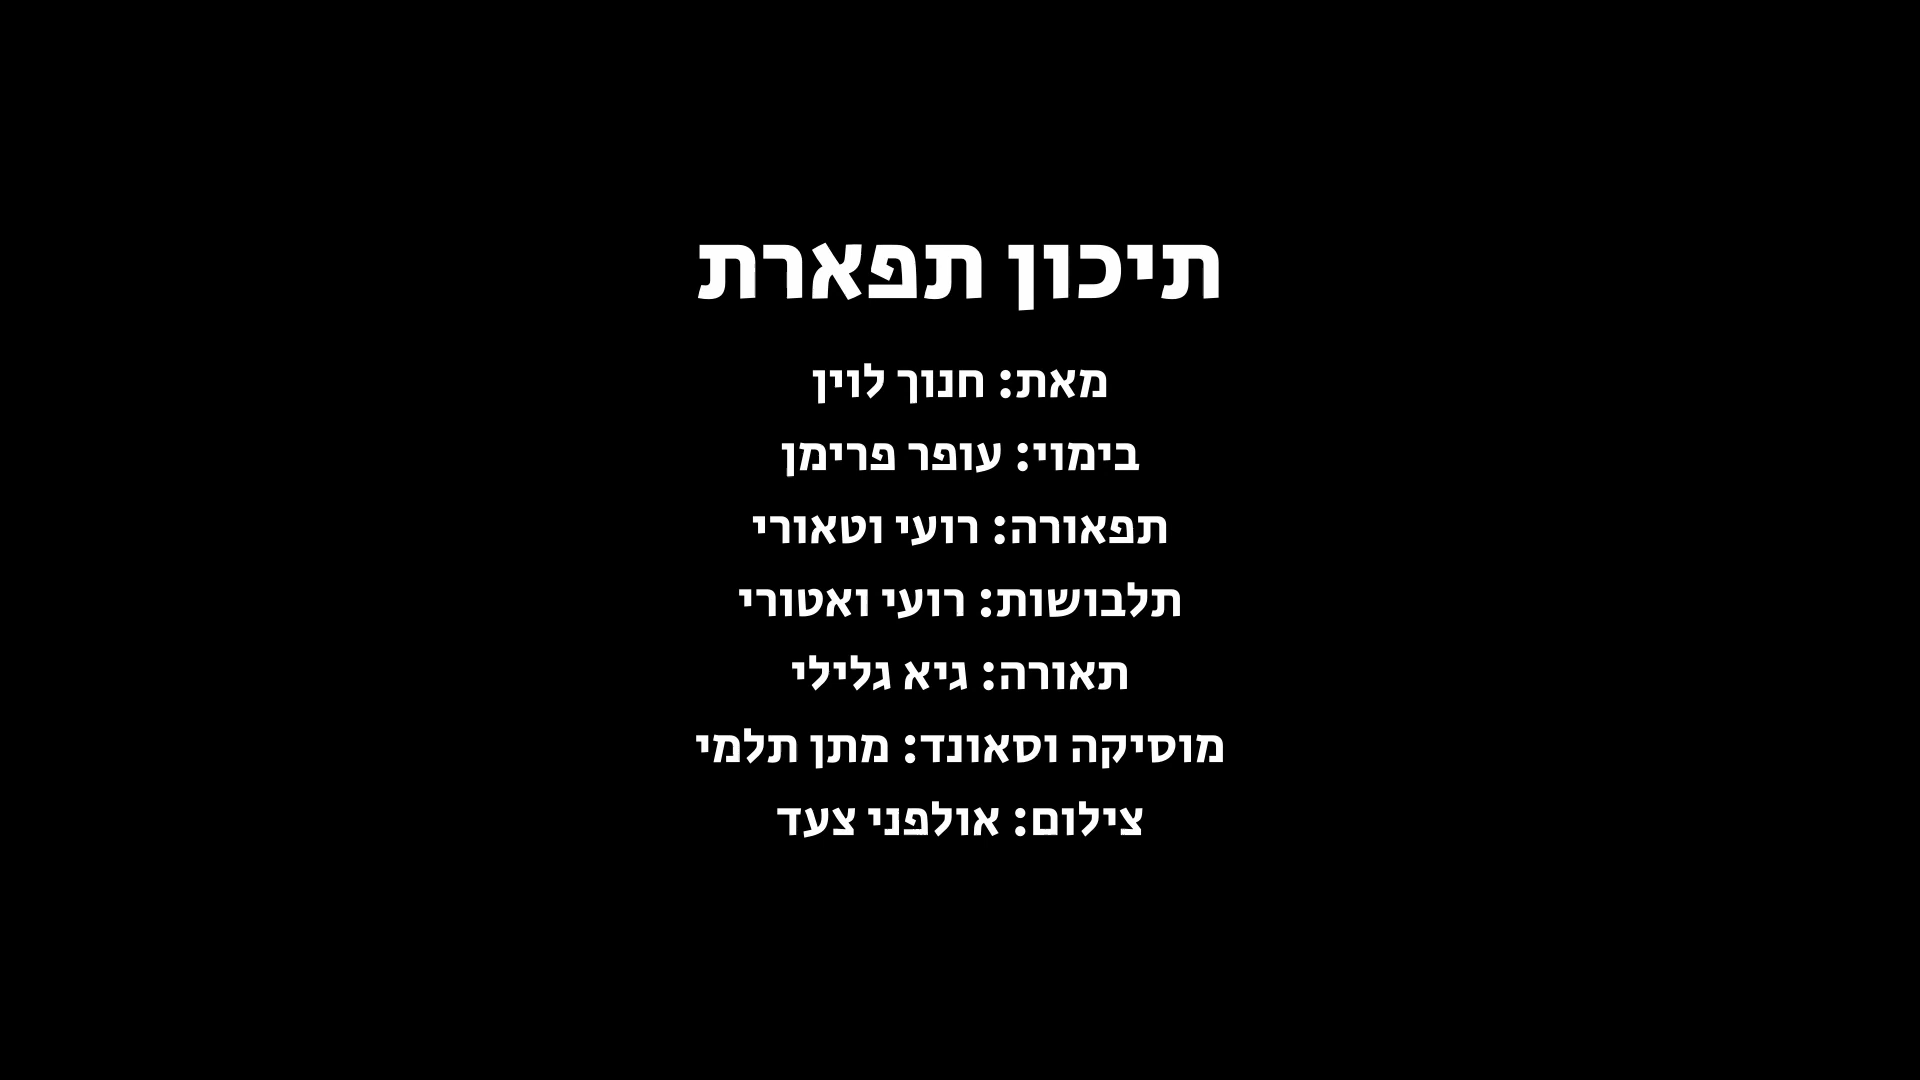 תיכון תפארת
מאת: חנוך לוין
בימוי: עופר פרימן
תפאורה: רועי וטאורי
תלבושות: רועי ואטורי
תאורה: גיא גלילי
מוסיקה וסאונד: מתן תלמי
צילום: אולפני צעד